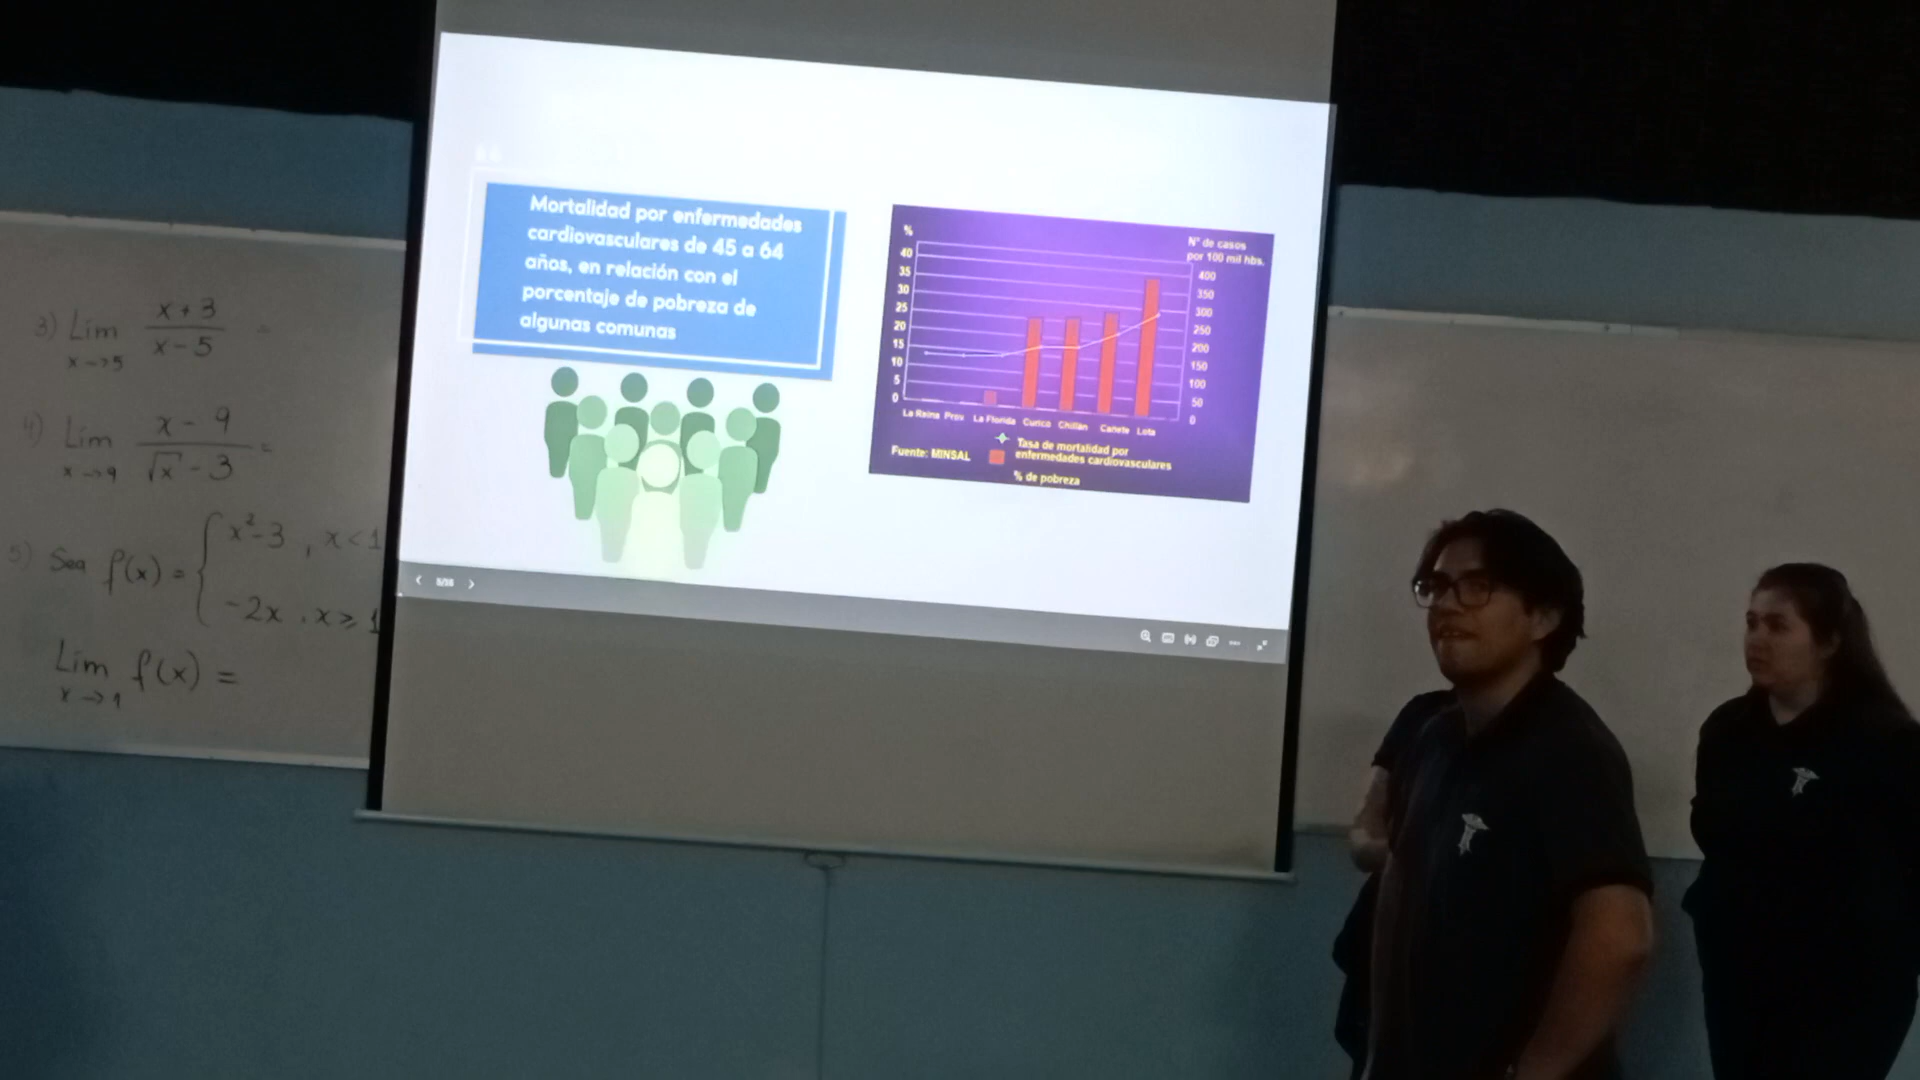 3) Lim x + 3
x→5 x - 5 =
4) Lim x - 9 =
x→9 √x - 3
5) Sea f(x) = { x²-3 , x < 1
-2x , x ≥ 1
Lim f(x) =
x→1
Mortalidad por enfermedades
cardiovasculares de 45 a 64
años, en relación con el
porcentaje de pobreza de
algunas comunas
%
40
35
30
25
20
15
10
5
0
N° de casos
por 100 mil hbs.
400
350
300
250
200
150
100
50
0
La Reina Prov La Florida Curico Chillan Cañete Lota
Tasa de mortalidad por
enfermedades cardiovasculares
Fuente: MINSAL
% de pobreza